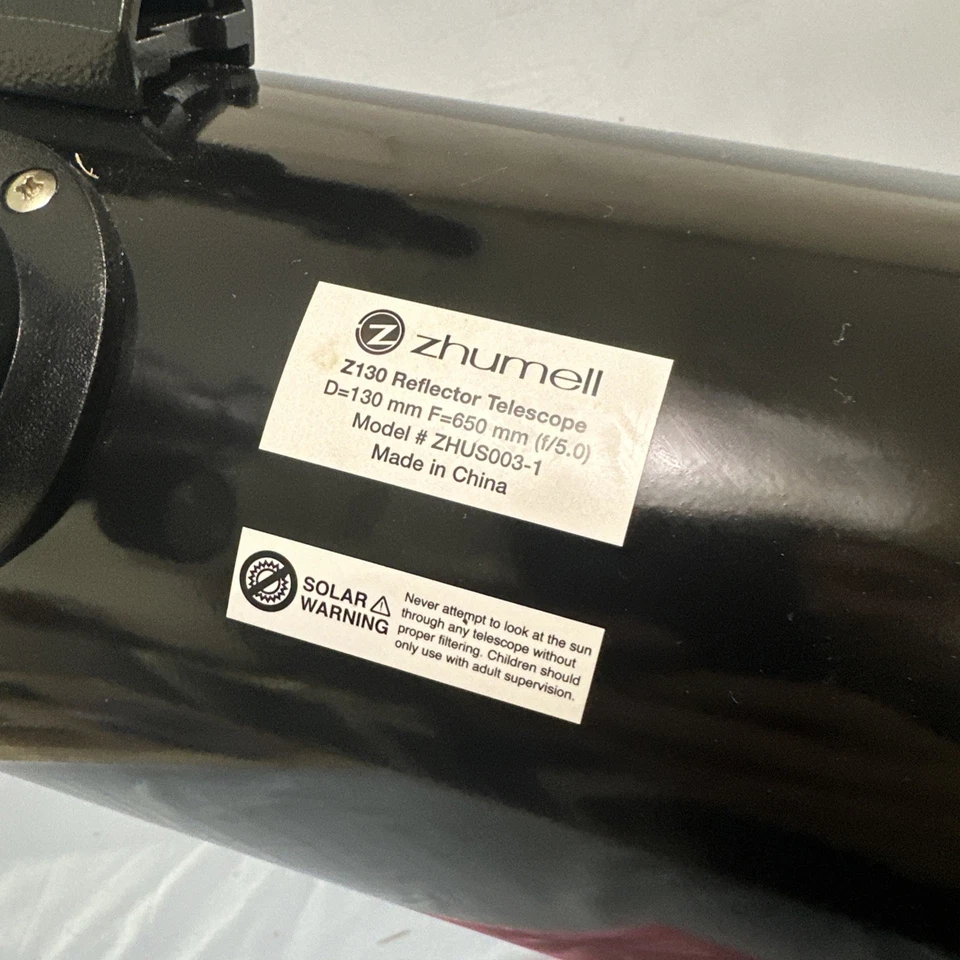 Z zhumell
Z130 Reflector Telescope
D=130 mm F=650 mm (f/5.0)
Model # ZHUS003-1
Made in China
SOLAR
WARNING
Never attempt to look at the sun
through any telescope without
proper filtering. Children should
only use with adult supervision.